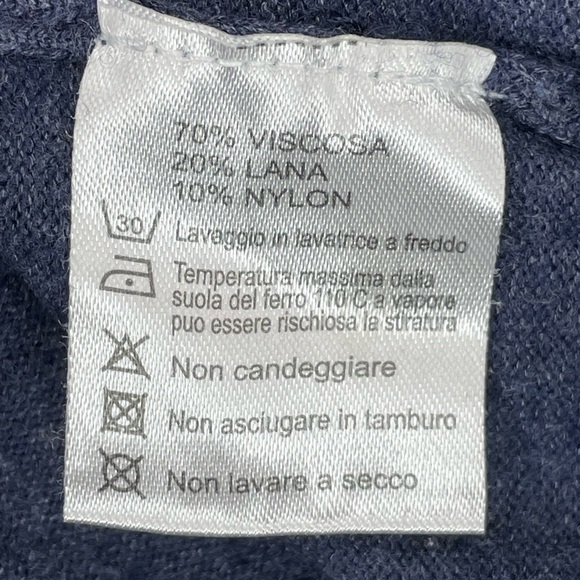 70% VISCOSA
20% LANA
10% NYLON
30 Lavaggio in lavatrice a freddo
Temperatura massima dalla
suola del ferro 110°C a vapore
puo essere rischiosa la stiratura
Non candeggiare
Non asciugare in tamburo
Non lavare a secco